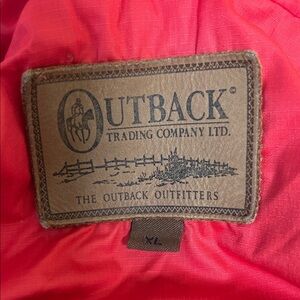 OUTBACK©
TRADING COMPANY LTD.
THE OUTBACK OUTFITTERS
XL